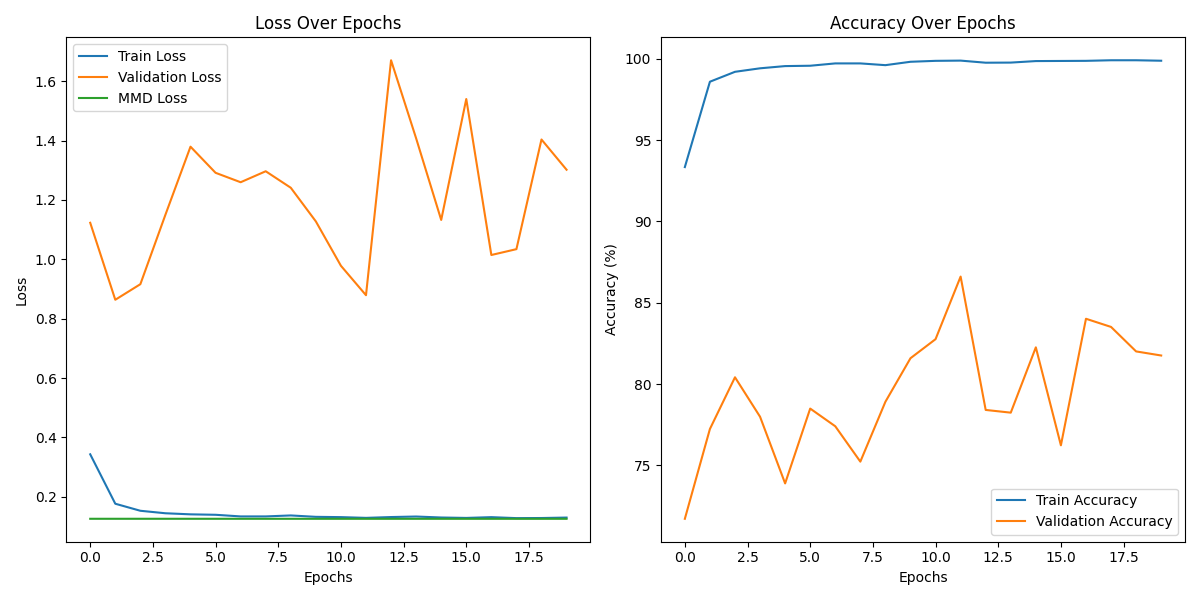 Loss Over Epochs
Train Loss
Validation Loss
MMD Loss
1.6
1.4
1.2
1.0
0.8
0.6
0.4
0.2
Loss
0.0 2.5 5.0 7.5 10.0 12.5 15.0 17.5
Epochs
Accuracy Over Epochs
100
95
90
85
80
75
Accuracy (%)
Train Accuracy
Validation Accuracy
0.0 2.5 5.0 7.5 10.0 12.5 15.0 17.5
Epochs